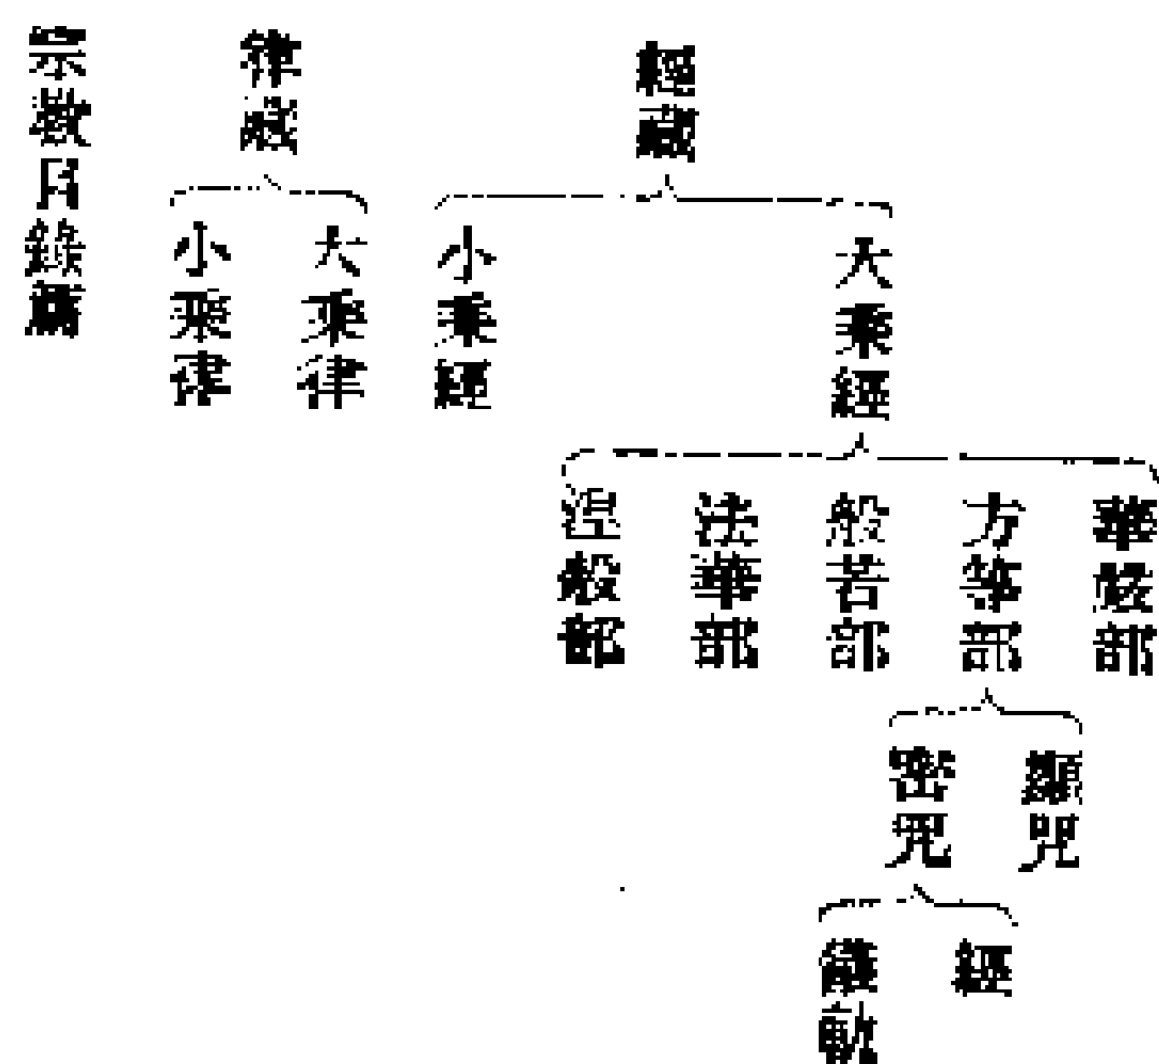 經藏
大乘經
華嚴部
方等部
顯咒
密咒
經
儀軌
般若部
法華部
涅槃部
小乘經
律藏
大乘律
小乘律
宗教目錄篇